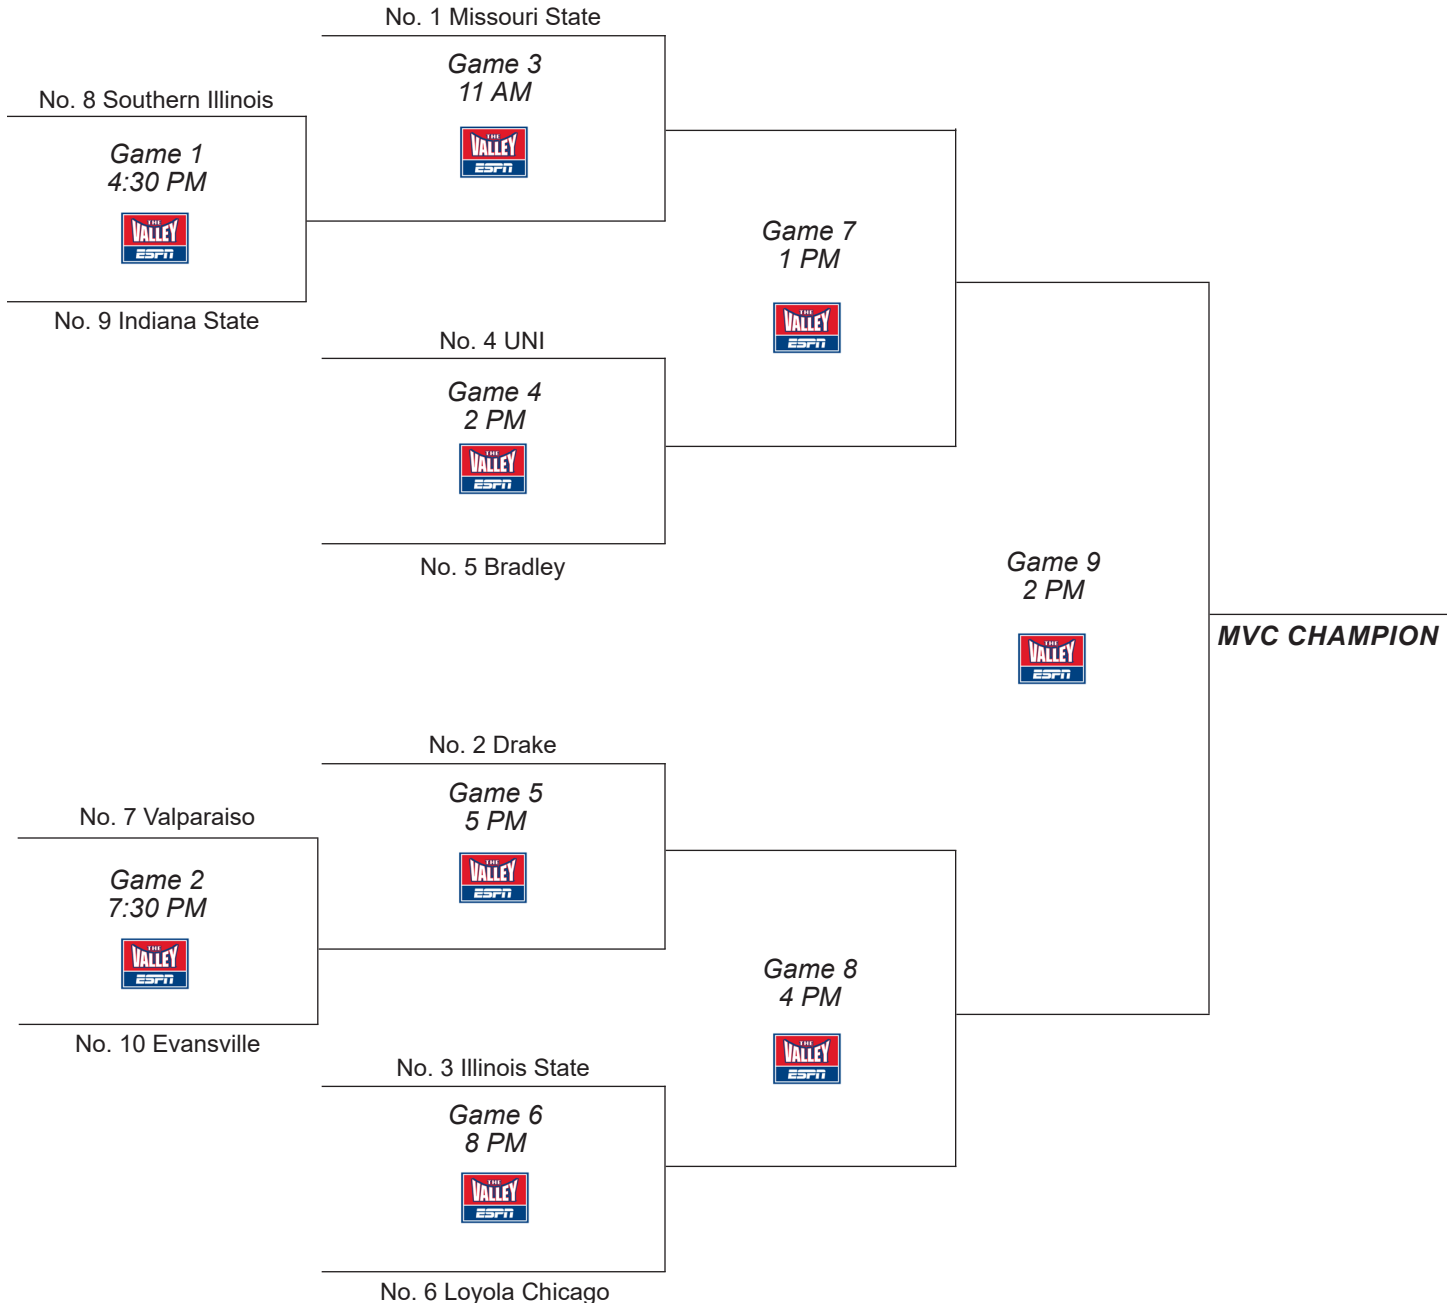 No. 1 Missouri State
Game 3
11 AM
THE
VALLEY
ESPN
No. 8 Southern Illinois
Game 1
4:30 PM
THE
VALLEY
ESPN
No. 9 Indiana State
Game 7
1 PM
THE
VALLEY
ESPN
No. 4 UNI
Game 4
2 PM
THE
VALLEY
ESPN
No. 5 Bradley
Game 9
2 PM
THE
VALLEY
ESPN
MVC CHAMPION
No. 2 Drake
Game 5
5 PM
THE
VALLEY
ESPN
No. 7 Valparaiso
Game 2
7:30 PM
THE
VALLEY
ESPN
No. 10 Evansville
Game 8
4 PM
THE
VALLEY
ESPN
No. 3 Illinois State
Game 6
8 PM
THE
VALLEY
ESPN
No. 6 Loyola Chicago